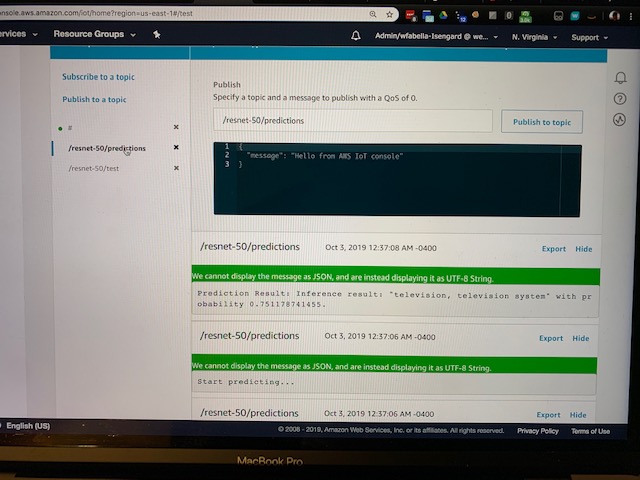 nsole.aws.amazon.com/iot/home?region=us-east-1#/test
ervices
Resource Groups
Admin/wfabella-Isengard @ we...
N. Virginia
Support
Subscribe to a topic
Publish to a topic
#
/resnet-50/predictions
/resnet-50/test
Publish
Specify a topic and a message to publish with a QoS of 0.
/resnet-50/predictions
Publish to topic
1 {
2 "message": "Hello from AWS IoT console"
3 }
/resnet-50/predictions Oct 3, 2019 12:37:08 AM -0400 Export Hide
We cannot display the message as JSON, and are instead displaying it as UTF-8 String.
Prediction Result: Inference result: "television, television system" with pr
obability 0.751178741455.
/resnet-50/predictions Oct 3, 2019 12:37:06 AM -0400 Export Hide
We cannot display the message as JSON, and are instead displaying it as UTF-8 String.
Start predicting...
/resnet-50/predictions Oct 3, 2019 12:37:06 AM -0400 Export Hide
English (US)
© 2008 - 2019, Amazon Web Services, Inc. or its affiliates. All rights reserved. Privacy Policy Terms of Use
MacBook Pro